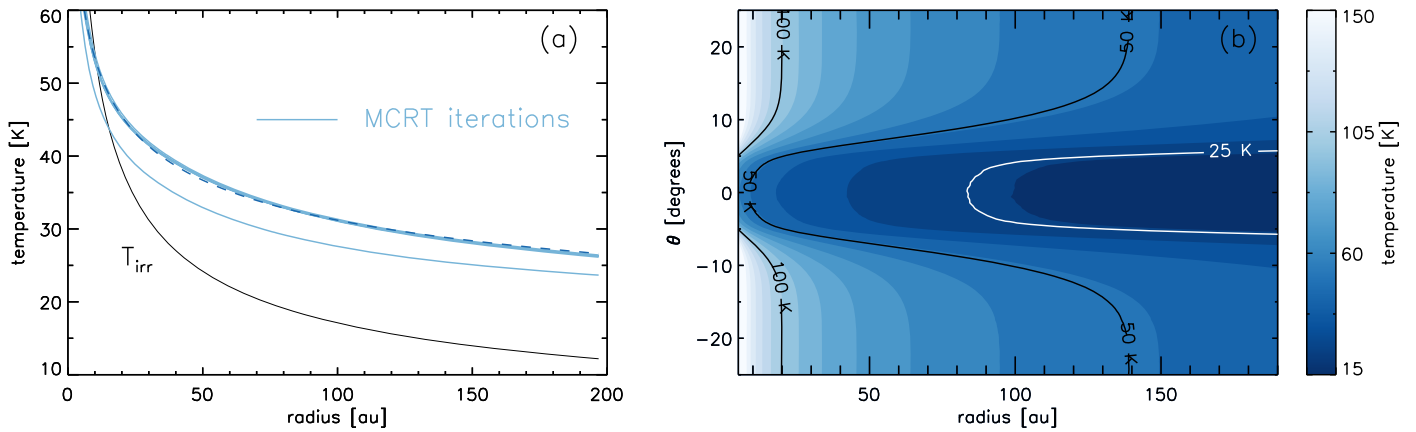 60
50
40
30
20
10
temperature [K]
(a)
MCRT iterations
T_irr
0
50
100
150
200
radius [au]
20
10
0
−10
−20
θ [degrees]
100 K
50 K
(b)
50 K
25 K
100 K
50 K
50
100
150
radius [au]
150
105
60
15
temperature [K]